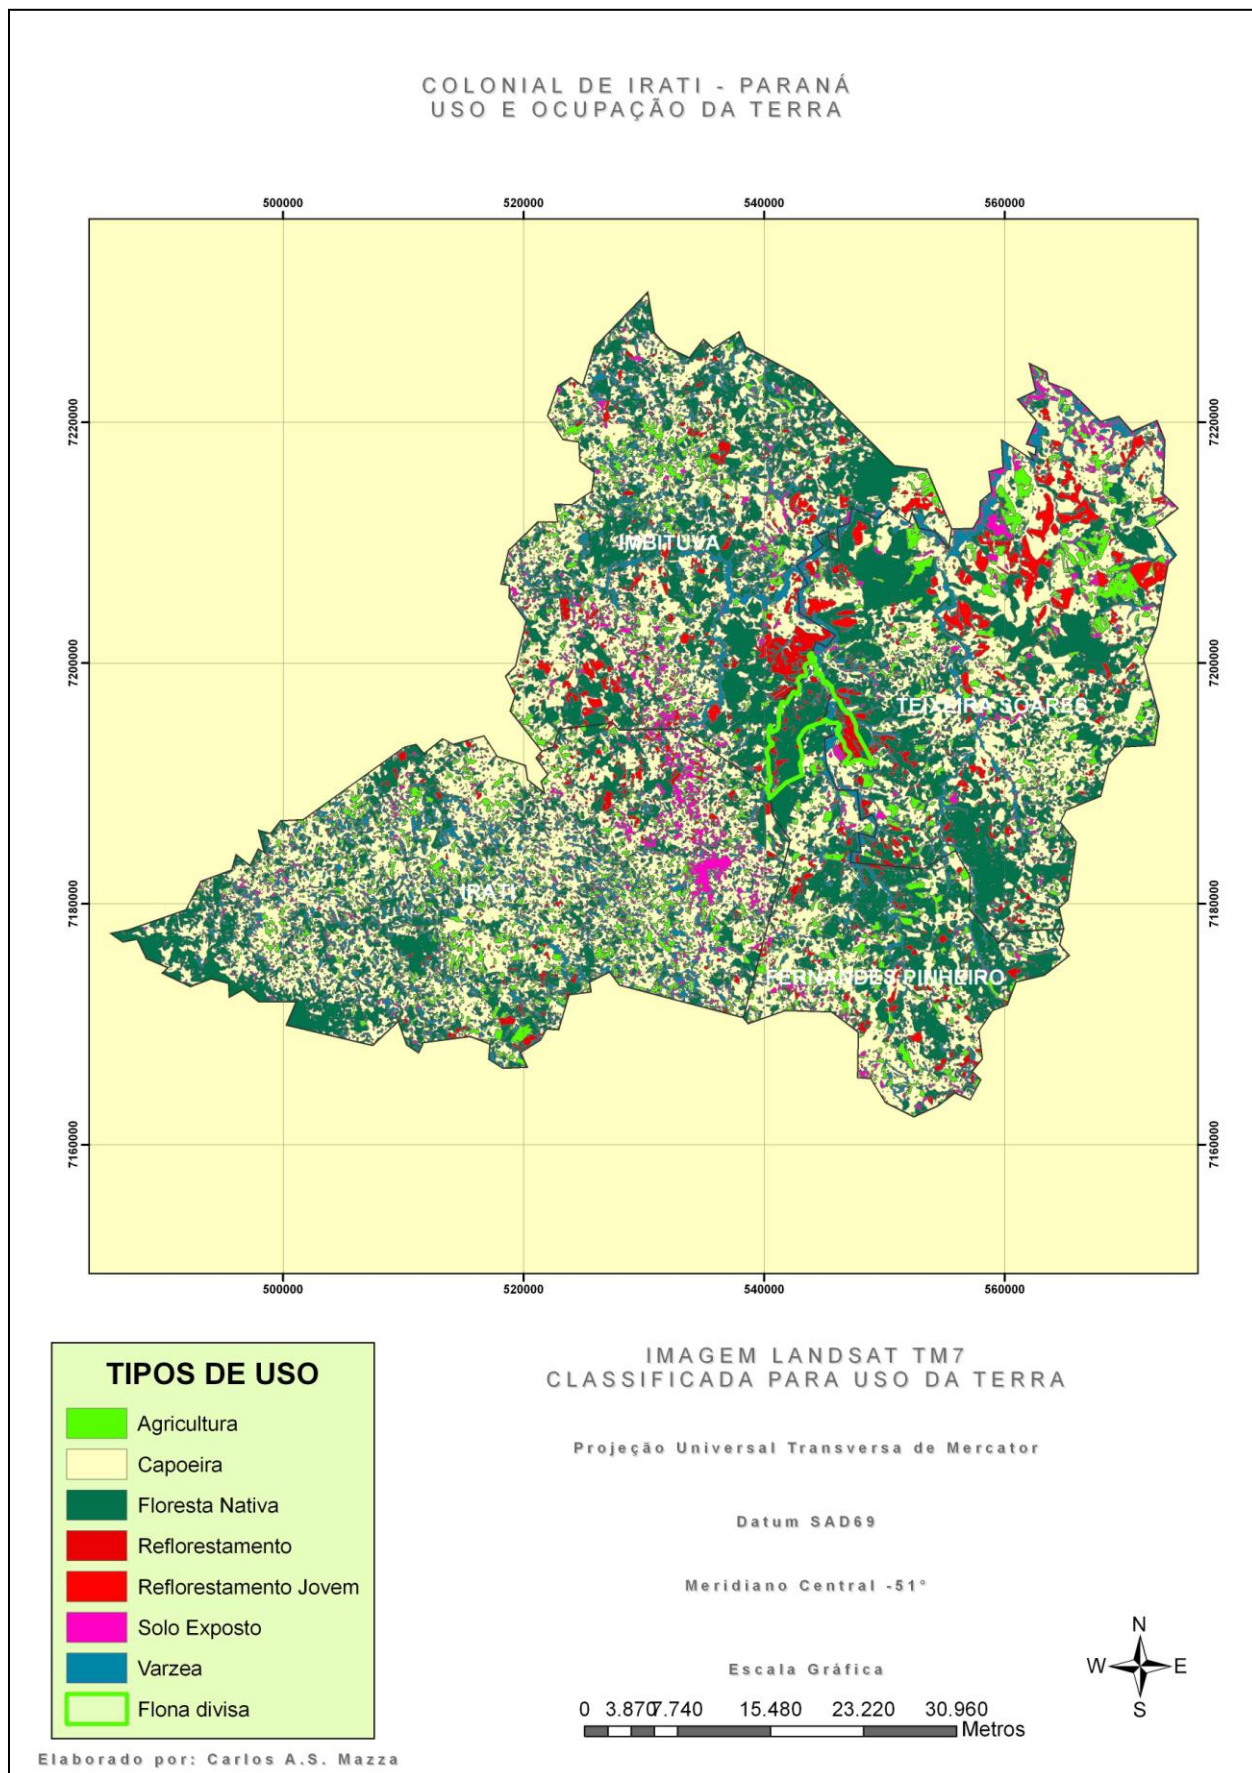 COLONIAL DE IRATI - PARANÁ
USO E OCUPAÇÃO DA TERRA
500000 520000 540000 560000
7220000 7220000
IMBITUVA
7200000 7200000
TEIXEIRA SOARES
IRATI
7180000 7180000
FERNANDES PINHEIRO
7160000 7160000
500000 520000 540000 560000
TIPOS DE USO
Agricultura
Capoeira
Floresta Nativa
Reflorestamento
Reflorestamento Jovem
Solo Exposto
Varzea
Flona divisa
Elaborado por: Carlos A.S. Mazza
IMAGEM LANDSAT TM7
CLASSIFICADA PARA USO DA TERRA
Projeção Universal Transversa de Mercator
Datum SAD69
Meridiano Central -51°
Escala Gráfica
0 3.870 7.740 15.480 23.220 30.960
Metros
N
W E
S